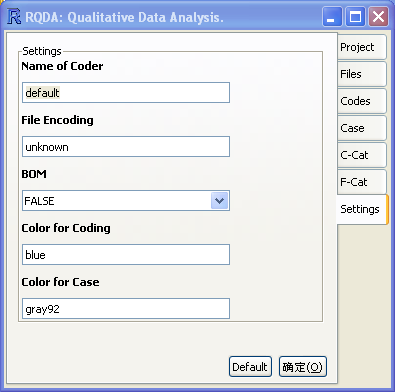 RQDA: Qualitative Data Analysis.
Settings
Name of Coder
default
File Encoding
unknown
BOM
FALSE
Color for Coding
blue
Color for Case
gray92
Default
确定(O)
Project
Files
Codes
Case
C-Cat
F-Cat
Settings